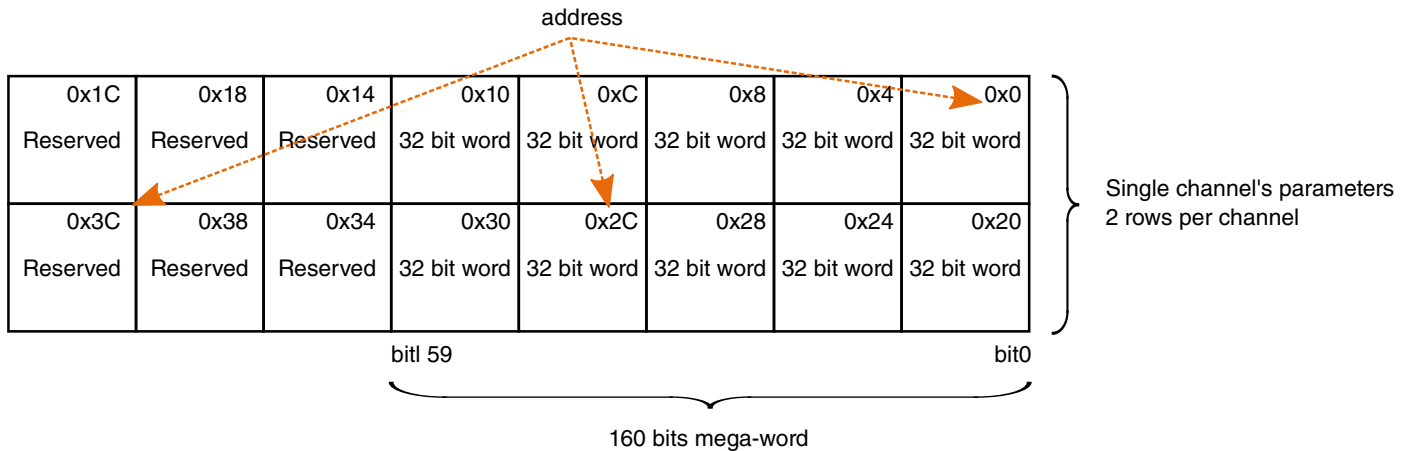 address
0x1C 0x18 0x14 0x10 0xC 0x8 0x4 0x0
Reserved Reserved Reserved 32 bit word 32 bit word 32 bit word 32 bit word 32 bit word
Single channel's parameters
2 rows per channel
0x3C 0x38 0x34 0x30 0x2C 0x28 0x24 0x20
Reserved Reserved Reserved 32 bit word 32 bit word 32 bit word 32 bit word 32 bit word
bitl 59 bit0
160 bits mega-word